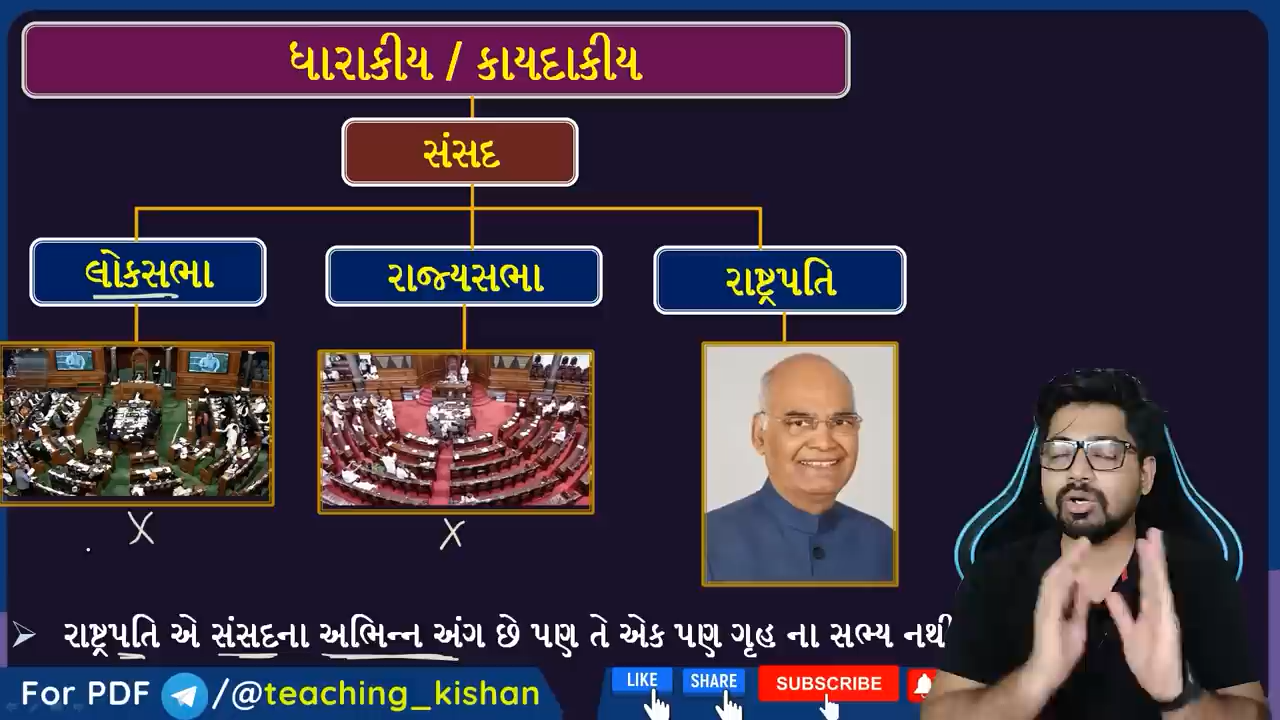 ધારાકીય / કાયદાકીય
સંસદ
લોકસભા
રાજ્યસભા
રાષ્ટ્રપતિ
X
X
➢ રાષ્ટ્રપતિ એ સંસદના અભિન્ન અંગ છે પણ તે એક પણ ગૃહ ના સભ્ય નથી
For PDF /@teaching_kishan
LIKE
SHARE
SUBSCRIBE